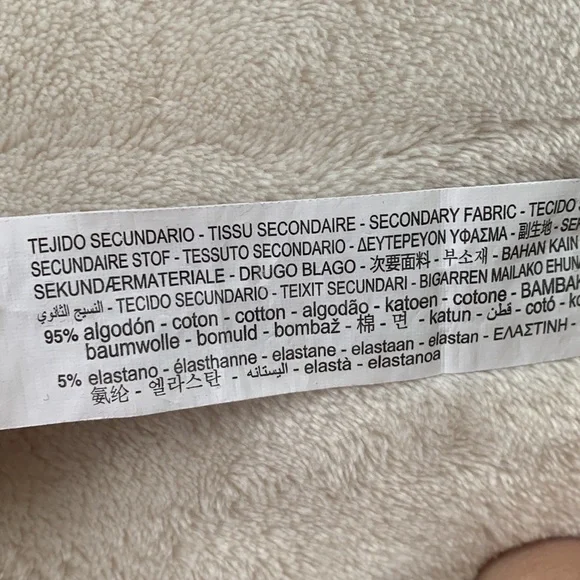 TEJIDO SECUNDARIO - TISSU SECONDAIRE - SECONDARY FABRIC - TECIDO
SECUNDAIRE STOF - TESSUTO SECONDARIO - ΔΕΥΤΕΡΕΥΟΝ ΥΦΑΣΜΑ - 副生地 -
SEKUNDÆRMATERIALE - DRUGO BLAGO - 次要面料 - 부소재 - BAHAN KAIN
النسيج الثانوي - TECIDO SECUNDÁRIO - TEIXIT SECUNDARI - BIGARREN MAILAKO EHUNA
95% algodón - coton - cotton - algodão - katoen - cotone - ΒΑΜΒΑΚ
baumwolle - bomuld - bombaž - 棉 - 면 - katun - قطن - cotó -
5% elastano - élasthanne - elastane - elastaan - elastan - ΕΛΑΣΤΙΝΗ -
氨纶 - 엘라스탄 - اليستانه - elastà - elastanoa